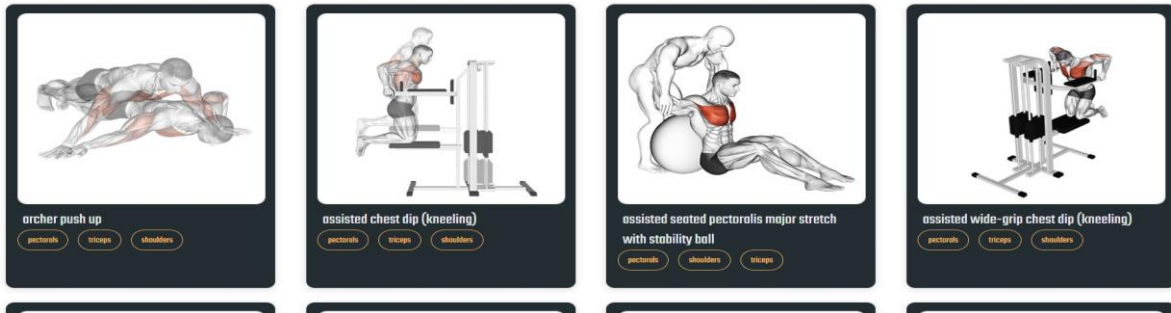 archer push up
pectorals triceps shoulders
assisted chest dip (kneeling)
pectorals triceps shoulders
assisted seated pectoralis major stretch
with stability ball
pectorals shoulders triceps
assisted wide-grip chest dip (kneeling)
pectorals triceps shoulders